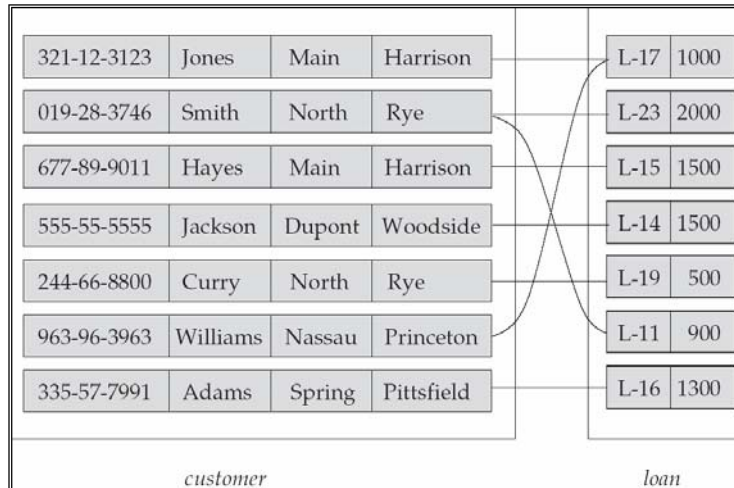 321-12-3123 Jones Main Harrison L-17 1000
019-28-3746 Smith North Rye L-23 2000
677-89-9011 Hayes Main Harrison L-15 1500
555-55-5555 Jackson Dupont Woodside L-14 1500
244-66-8800 Curry North Rye L-19 500
963-96-3963 Williams Nassau Princeton L-11 900
335-57-7991 Adams Spring Pittsfield L-16 1300
customer loan